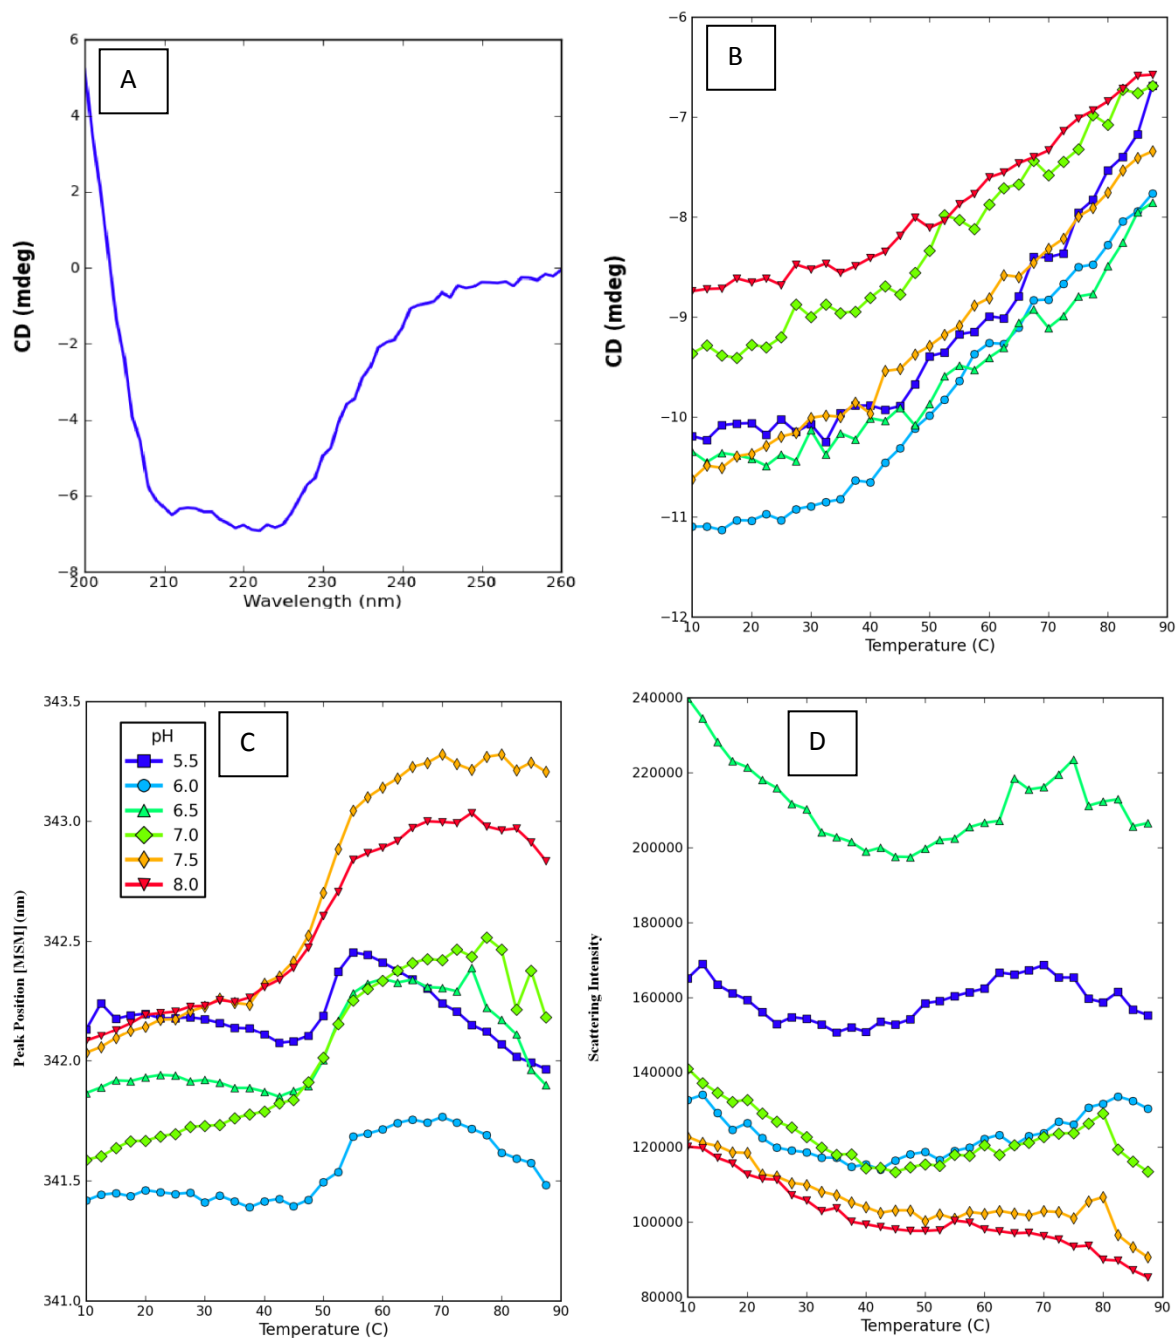 A
6
4
2
0
−2
−4
−6
−8
CD (mdeg)
200 210 220 230 240 250 260
Wavelength (nm)
B
−6
−7
−8
−9
−10
−11
−12
CD (mdeg)
10 20 30 40 50 60 70 80 90
Temperature (C)
C
343.5
343.0
342.5
342.0
341.5
341.0
Peak Position [MSM] (nm)
pH
5.5
6.0
6.5
7.0
7.5
8.0
10 20 30 40 50 60 70 80 90
Temperature (C)
D
240000
220000
200000
180000
160000
140000
120000
100000
80000
Scattering Intensity
10 20 30 40 50 60 70 80 90
Temperature (C)